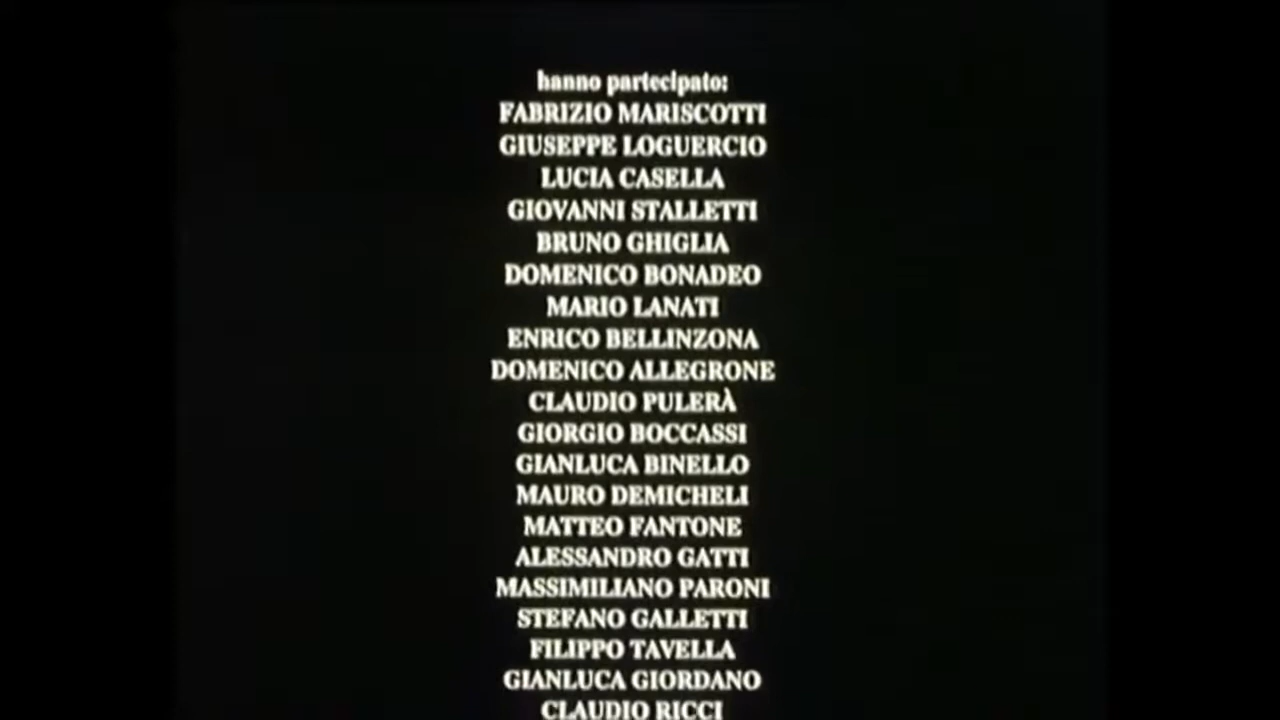 hanno partecipato:
FABRIZIO MARISCOTTI
GIUSEPPE LOGUERCIO
LUCIA CASELLA
GIOVANNI STALLETTI
BRUNO GHIGLIA
DOMENICO BONADEO
MARIO LANATI
ENRICO BELLINZONA
DOMENICO ALLEGRONE
CLAUDIO PULERÀ
GIORGIO BOCCASSI
GIANLUCA BINELLO
MAURO DEMICHELI
MATTEO FANTONE
ALESSANDRO GATTI
MASSIMILIANO PARONI
STEFANO GALLETTI
FILIPPO TAVELLA
GIANLUCA GIORDANO
CLAUDIO RICCI